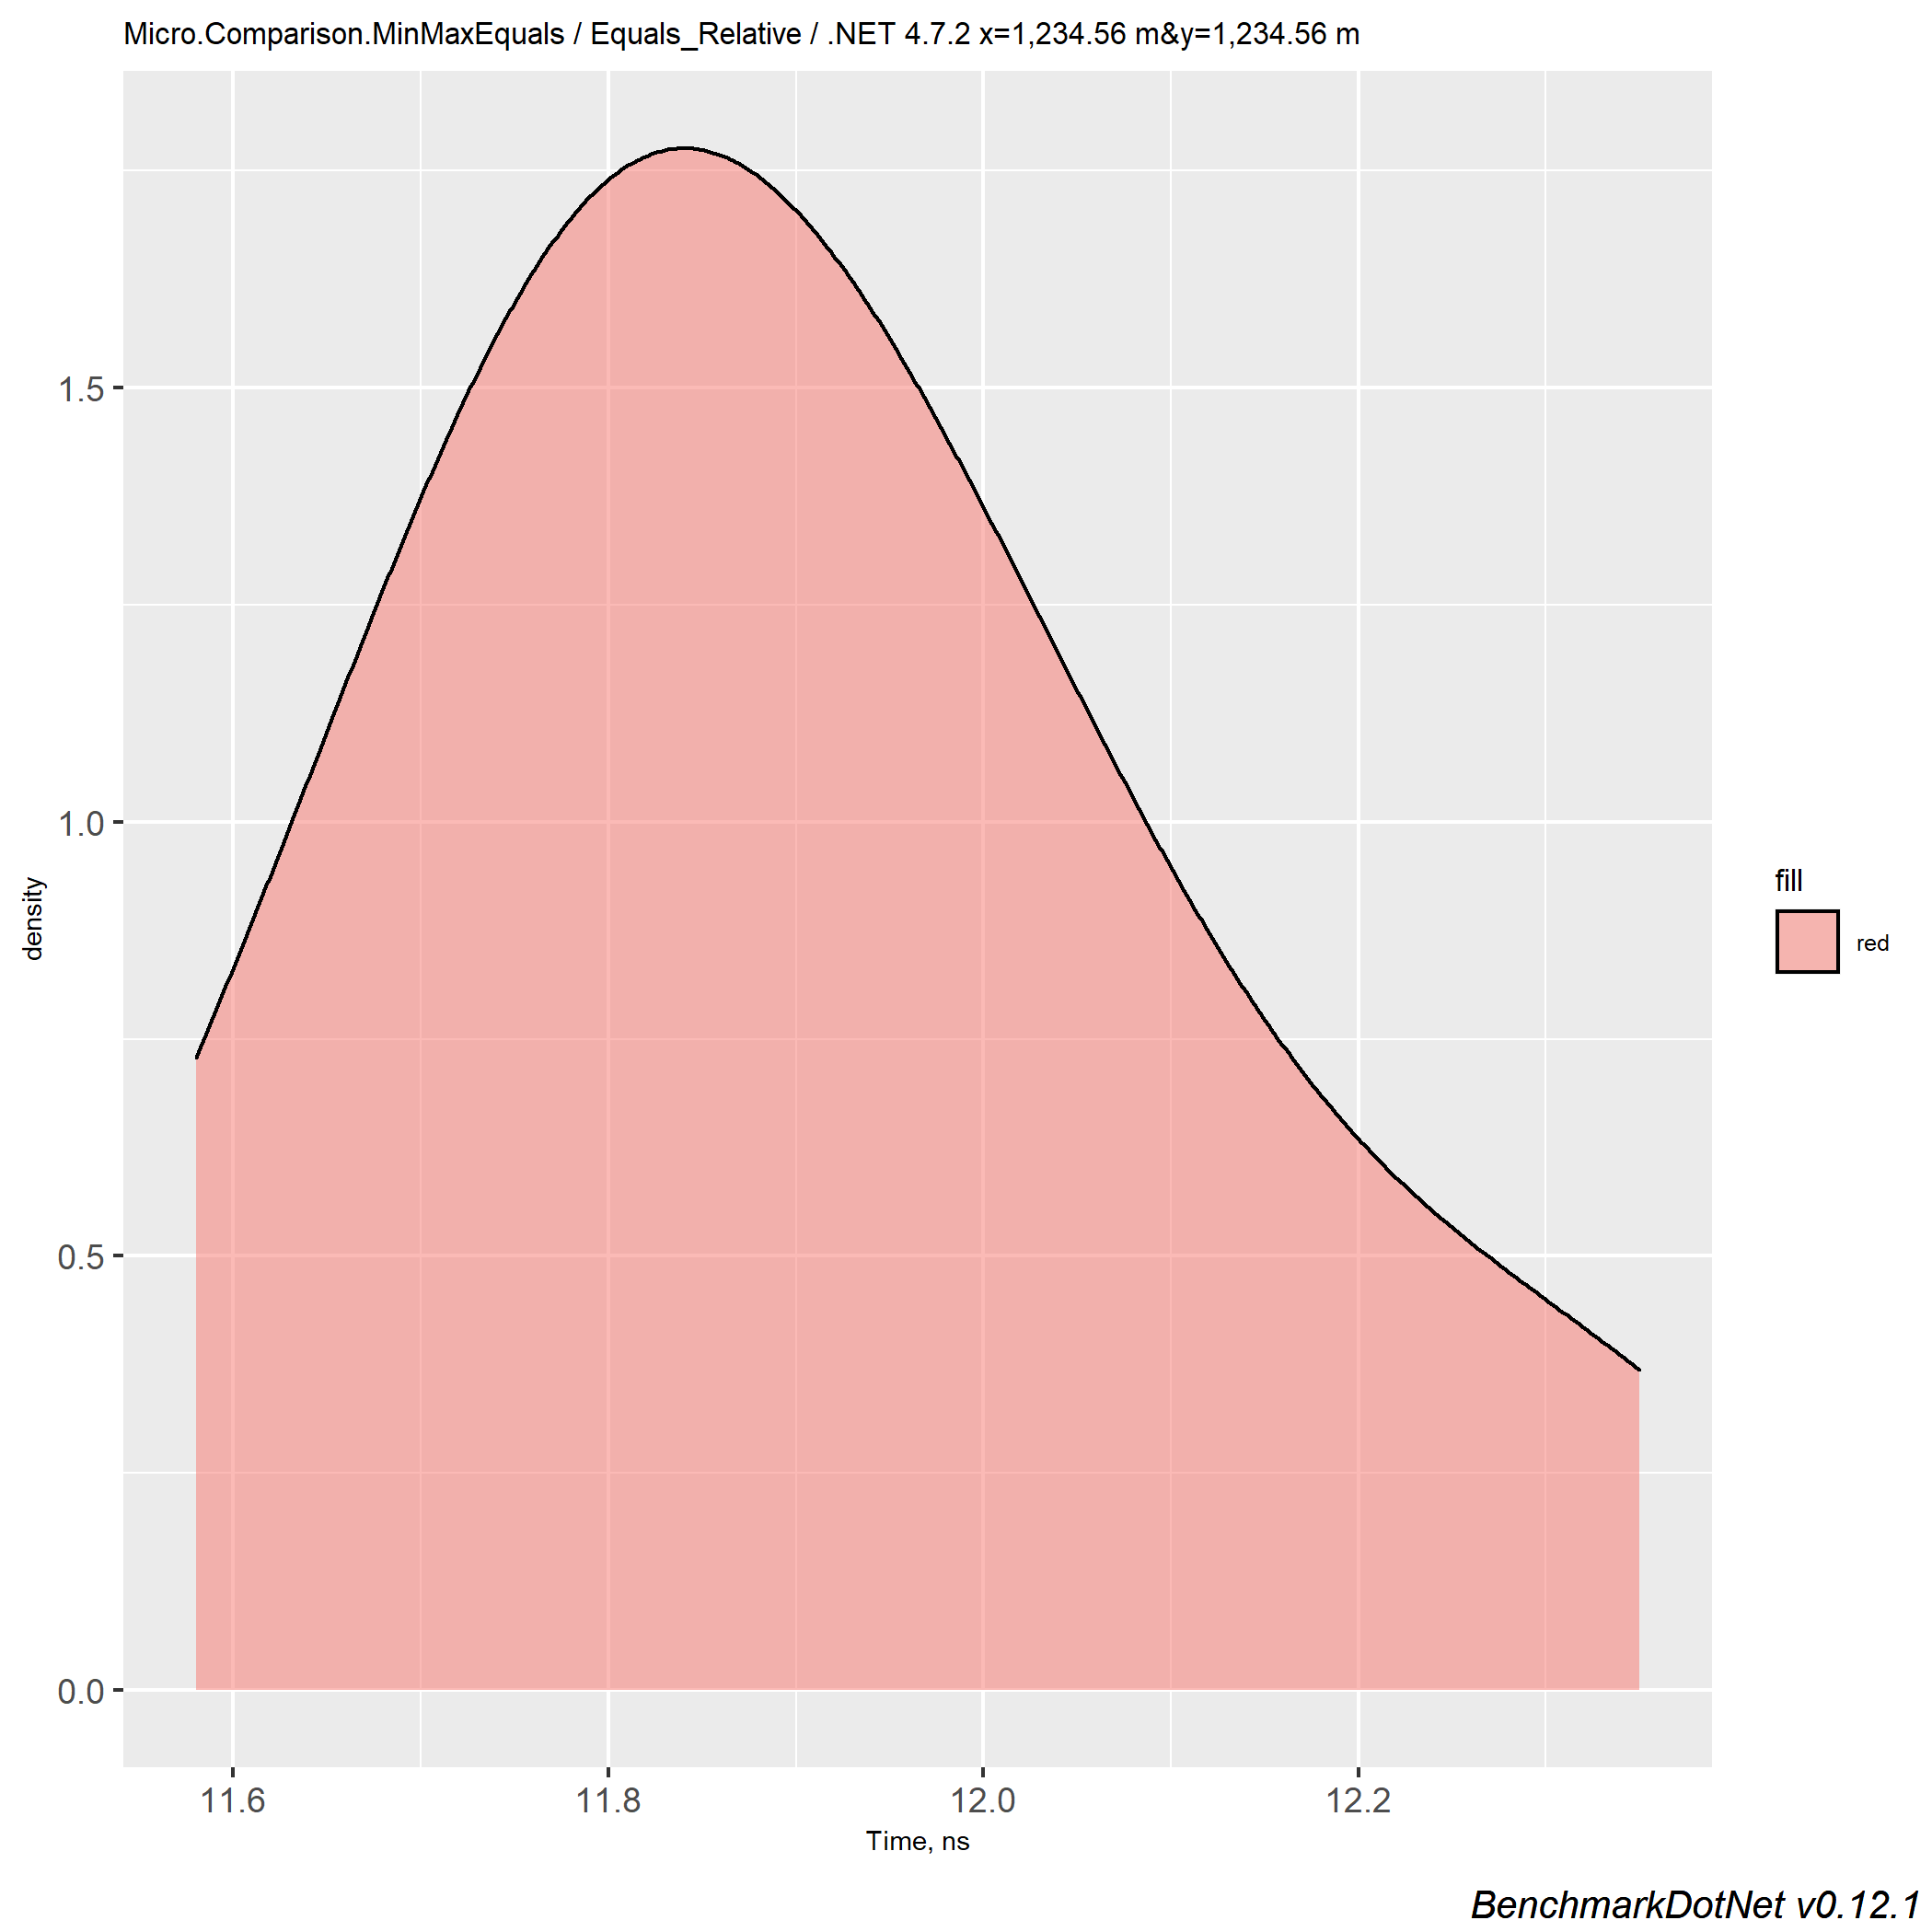 Micro.Comparison.MinMaxEquals / Equals_Relative / .NET 4.7.2 x=1,234.56 m&y=1,234.56 m
1.5
1.0
0.5
0.0
density
11.6 11.8 12.0 12.2
Time, ns
fill
red
BenchmarkDotNet v0.12.1